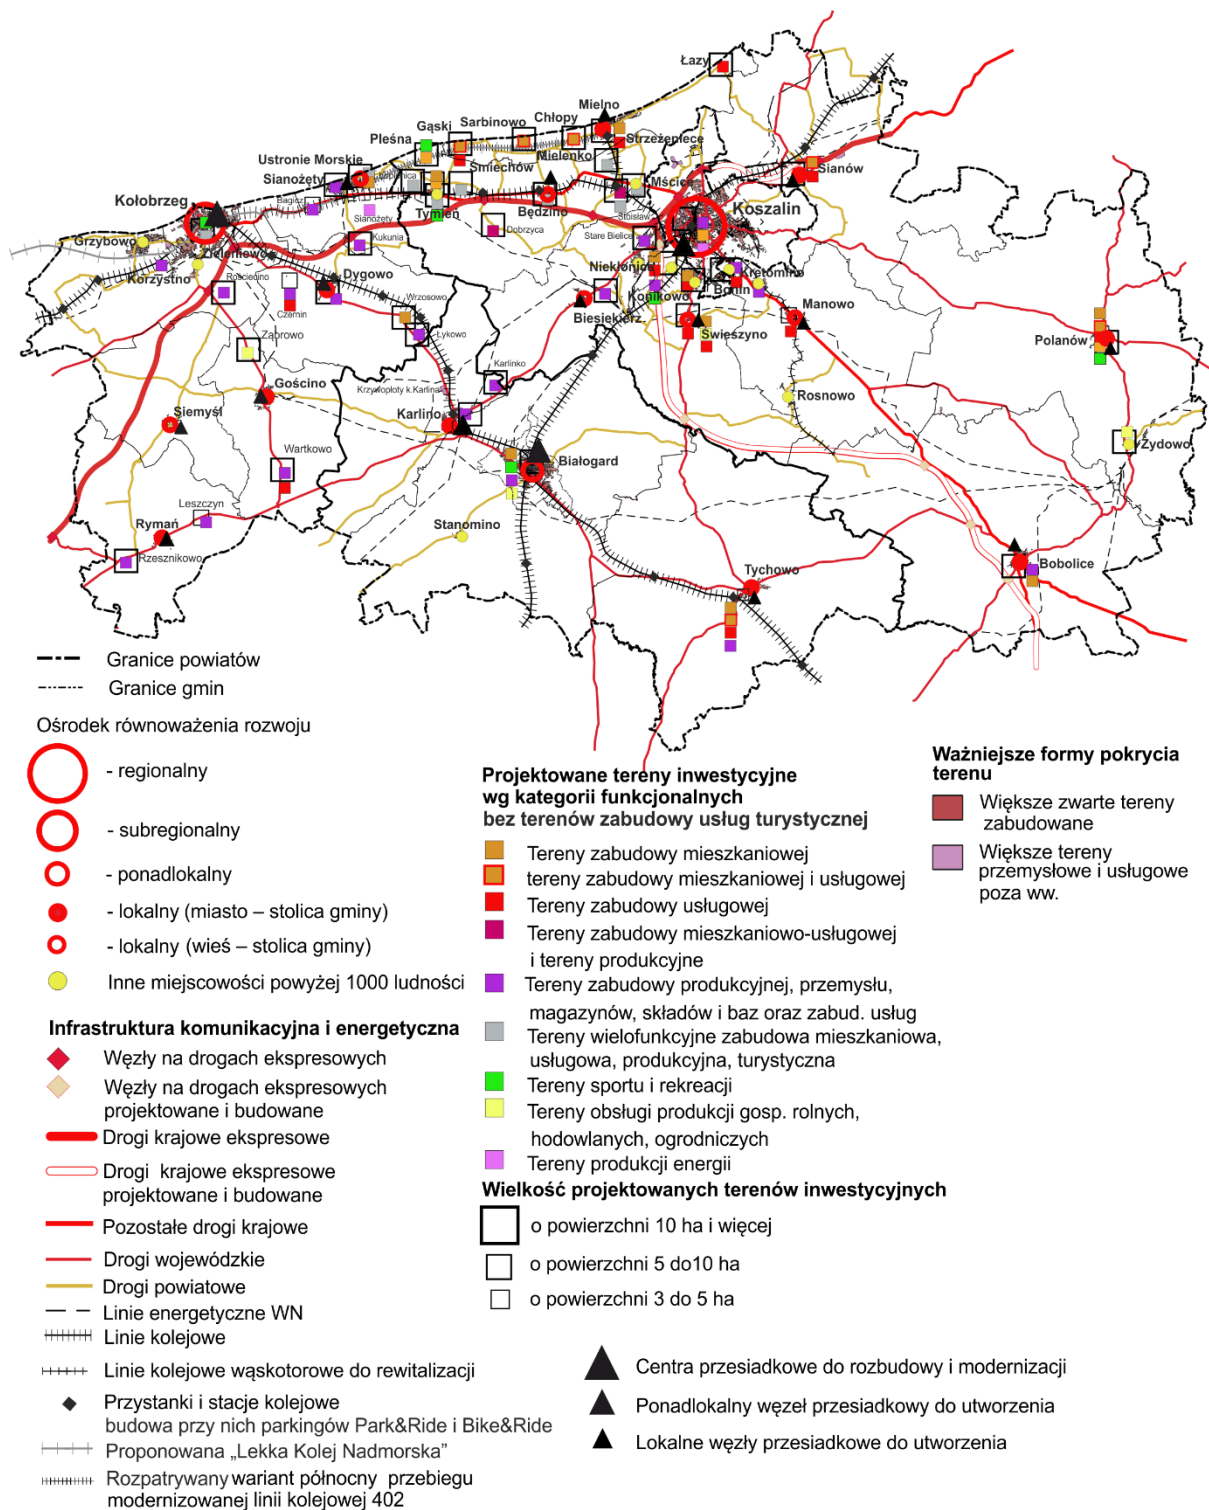 Łazy
Mielno
Chłopy
Sarbinowo
Gąski
Strzeżenice
Pleśna
Mielenko
Sianów
Ustronie Morskie
Śmiechów
Mścice
Sianożęty
Kołobrzeg
Bagicz
Tymień
Będzino
Stoisław
Koszalin
Sianożęty
Dobrzyca
Stare Bielice
Grzybowo
Kukunia
Zieleniewo
Niekłonice
Kretomino
Korzystno
Rościęcino
Dygowo
Konikowo
Bonin
Manowo
Wrzosowo
Czernin
Biesiekierz
Świeszyno
Polanów
Ząbrowo
Łykowo
Karlinko
Gościno
Krzywopłoty k.Karlina
Rosnowo
Siemyśl
Karlino
Żydowo
Wartkowo
Białogard
Leszczyn
Stanomino
Rymań
Rzesznikowo
Tychowo
Bobolice
Granice powiatów
Granice gmin
Ośrodek równoważenia rozwoju
- regionalny
- subregionalny
- ponadlokalny
- lokalny (miasto – stolica gminy)
- lokalny (wieś – stolica gminy)
Inne miejscowości powyżej 1000 ludności
Infrastruktura komunikacyjna i energetyczna
Węzły na drogach ekspresowych
Węzły na drogach ekspresowych
projektowane i budowane
Drogi krajowe ekspresowe
Drogi krajowe ekspresowe
projektowane i budowane
Pozostałe drogi krajowe
Drogi wojewódzkie
Drogi powiatowe
Linie energetyczne WN
Linie kolejowe
Linie kolejowe wąskotorowe do rewitalizacji
Przystanki i stacje kolejowe
budowa przy nich parkingów Park&Ride i Bike&Ride
Proponowana „Lekka Kolej Nadmorska”
Rozpatrywany wariant północny przebiegu
modernizowanej linii kolejowej 402
Projektowane tereny inwestycyjne
wg kategorii funkcjonalnych
bez terenów zabudowy usług turystycznej
Tereny zabudowy mieszkaniowej
tereny zabudowy mieszkaniowej i usługowej
Tereny zabudowy usługowej
Tereny zabudowy mieszkaniowo-usługowej
i tereny produkcyjne
Tereny zabudowy produkcyjnej, przemysłu,
magazynów, składów i baz oraz zabud. usług
Tereny wielofunkcyjne zabudowa mieszkaniowa,
usługowa, produkcyjna, turystyczna
Tereny sportu i rekreacji
Tereny obsługi produkcji gosp. rolnych,
hodowlanych, ogrodniczych
Tereny produkcji energii
Wielkość projektowanych terenów inwestycyjnych
o powierzchni 10 ha i więcej
o powierzchni 5 do10 ha
o powierzchni 3 do 5 ha
Centra przesiadkowe do rozbudowy i modernizacji
Ponadlokalny węzeł przesiadkowy do utworzenia
Lokalne węzły przesiadkowe do utworzenia
Ważniejsze formy pokrycia
terenu
Większe zwarte tereny
zabudowane
Większe tereny
przemysłowe i usługowe
poza ww.